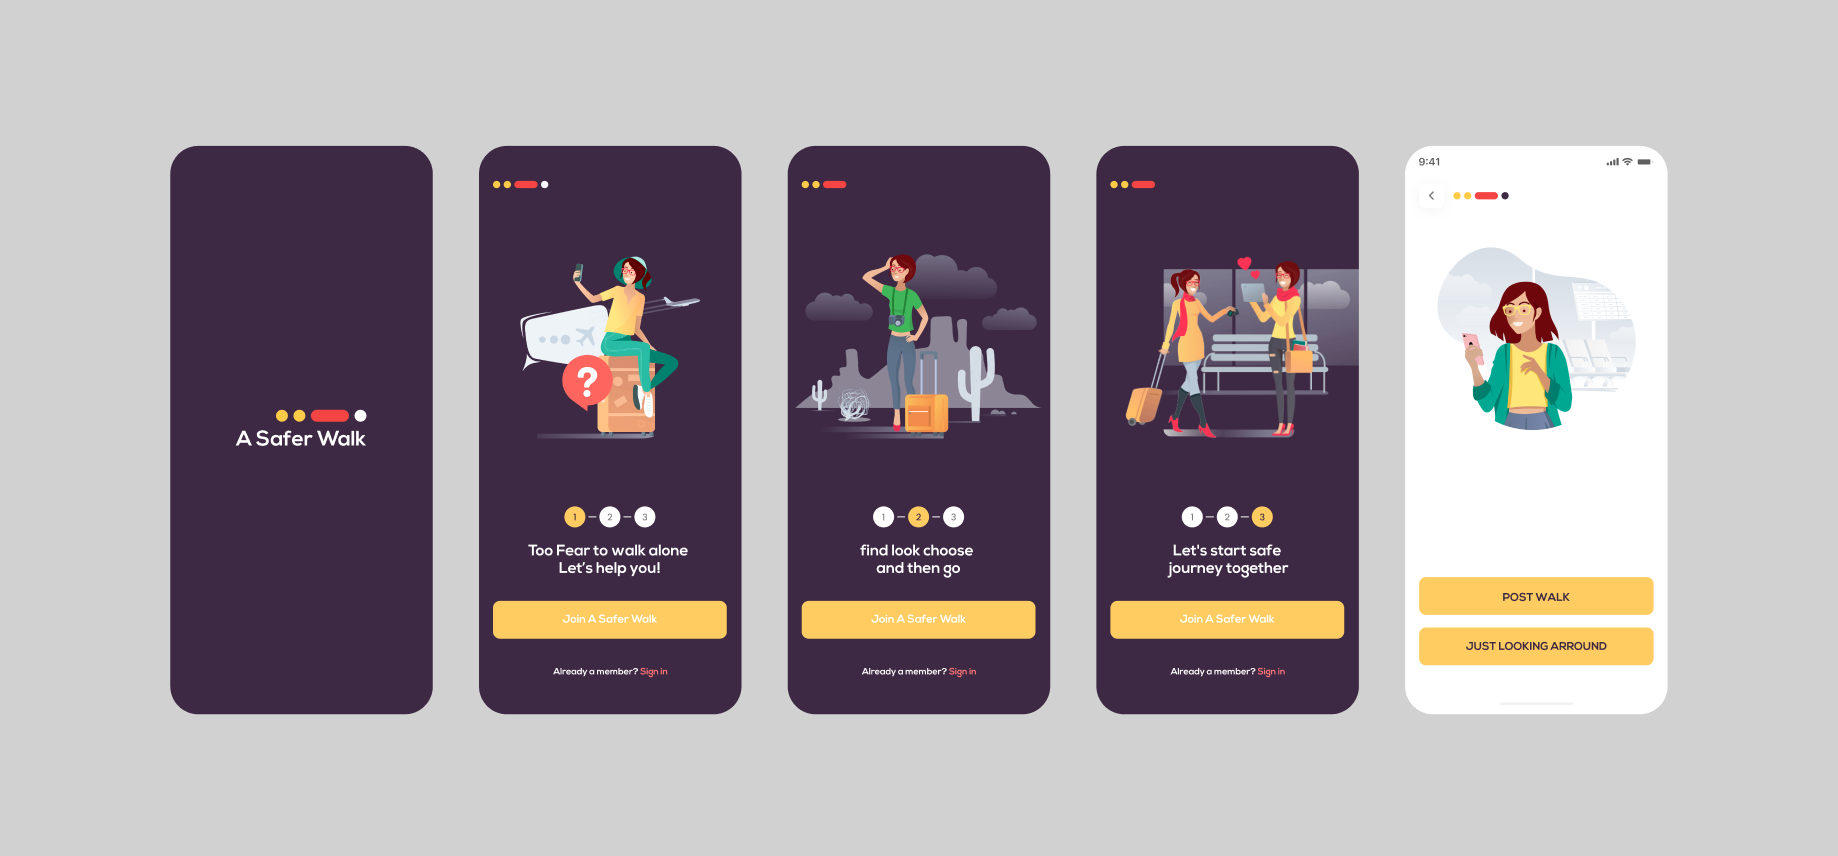 A Safer Walk
?
1 2 3
Too Fear to walk alone
Let's help you!
Join A Safer Walk
Already a member? Sign in
1 2 3
find look choose
and then go
Join A Safer Walk
Already a member? Sign in
1 2 3
Let's start safe
journey together
Join A Safer Walk
Already a member? Sign in
9:41
POST WALK
JUST LOOKING ARROUND